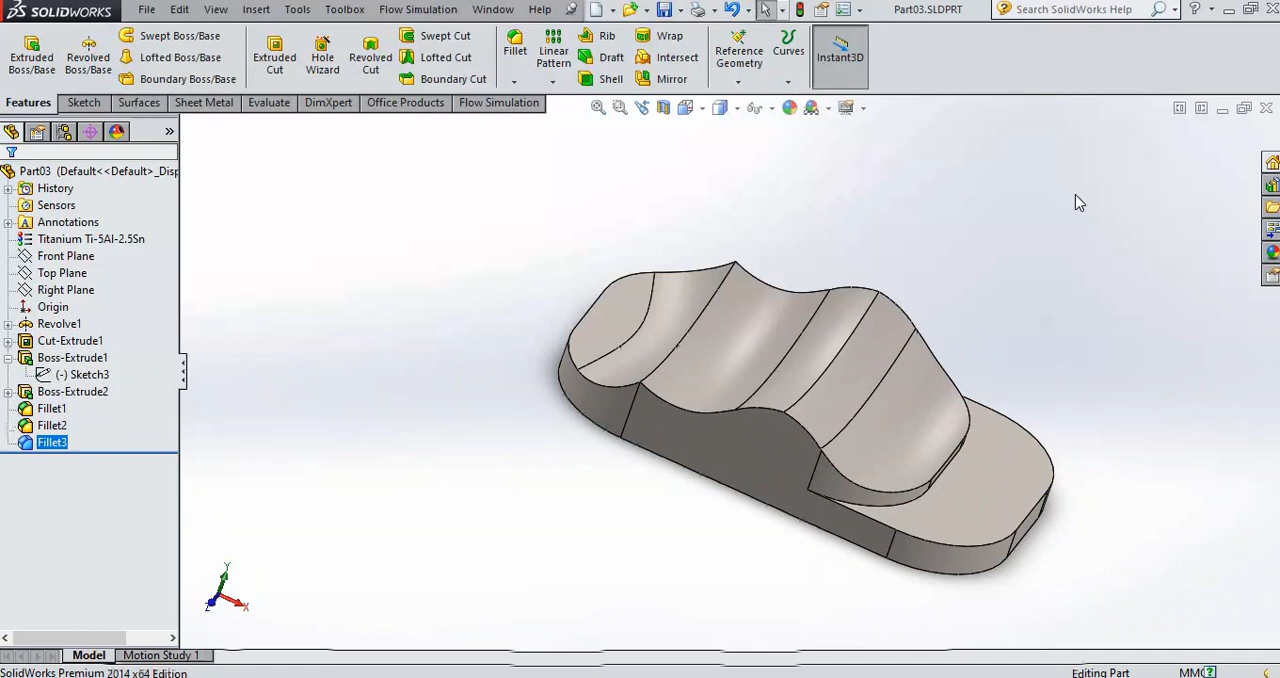 SOLIDWORKS File Edit View Insert Tools Toolbox Flow Simulation Window Help Part03.SLDPRT Search SolidWorks Help
Extruded Boss/Base
Revolved Boss/Base
Swept Boss/Base
Lofted Boss/Base
Boundary Boss/Base
Extruded Cut
Hole Wizard
Revolved Cut
Swept Cut
Lofted Cut
Boundary Cut
Fillet
Linear Pattern
Rib
Draft
Shell
Wrap
Intersect
Mirror
Reference Geometry
Curves
Instant3D
Features Sketch Surfaces Sheet Metal Evaluate DimXpert Office Products Flow Simulation
Part03 (Default<<Default>_Disp
History
Sensors
Annotations
Titanium Ti-5Al-2.5Sn
Front Plane
Top Plane
Right Plane
Origin
Revolve1
Cut-Extrude1
Boss-Extrude1
(-) Sketch3
Boss-Extrude2
Fillet1
Fillet2
Fillet3
Y
X
Z
Model Motion Study 1
SolidWorks Premium 2014 x64 Edition Editing Part MMG